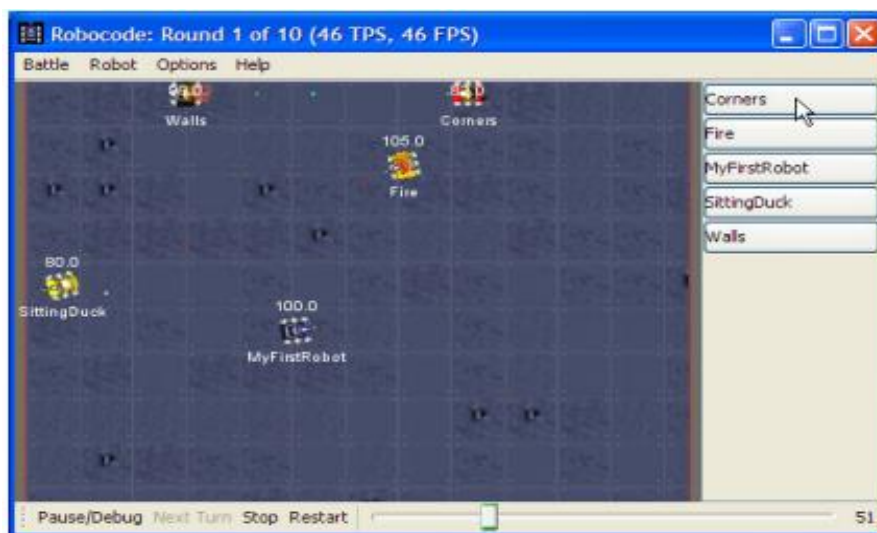 Robocode: Round 1 of 10 (46 TPS, 46 FPS)
Battle Robot Options Help
Walls
Corners
105.0
Fire
80.0
SittingDuck
100.0
MyFirstRobot
Corners
Fire
MyFirstRobot
SittingDuck
Walls
Pause/Debug Next Turn Stop Restart 51